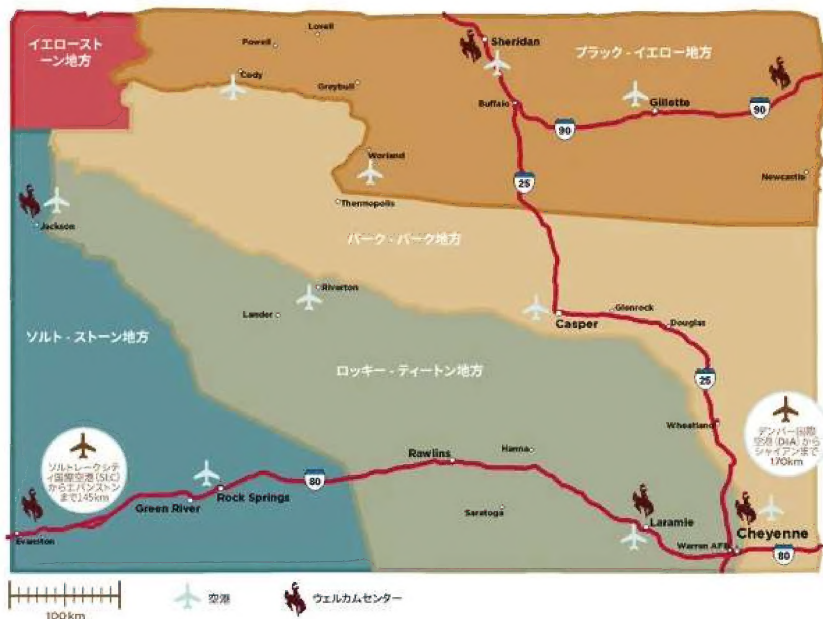 イエロースト
ーン地方
Lovell
Powell
Cody
Greybull
Sheridan
ブラック - イエロー地方
Buffalo
Gillette
90
90
25
Worland
Newcastle
Thermopolis
Jackson
パーク - パーク地方
Riverton
Lander
Casper
Glenrock
Douglas
ソルト - ストーン地方
ロッキー - ティートン地方
25
Wheatland
デンバー国際
空港(DIA)から
シャイアンまで
170km
ソルトレークシテ
ィ国際空港(SLC)
からエバンストン
まで145km
Rawlins
Hanna
80
Rock Springs
Green River
Saratoga
Laramie
Evanston
Cheyenne
Warren AFB
80
100km
空港
ウェルカムセンター